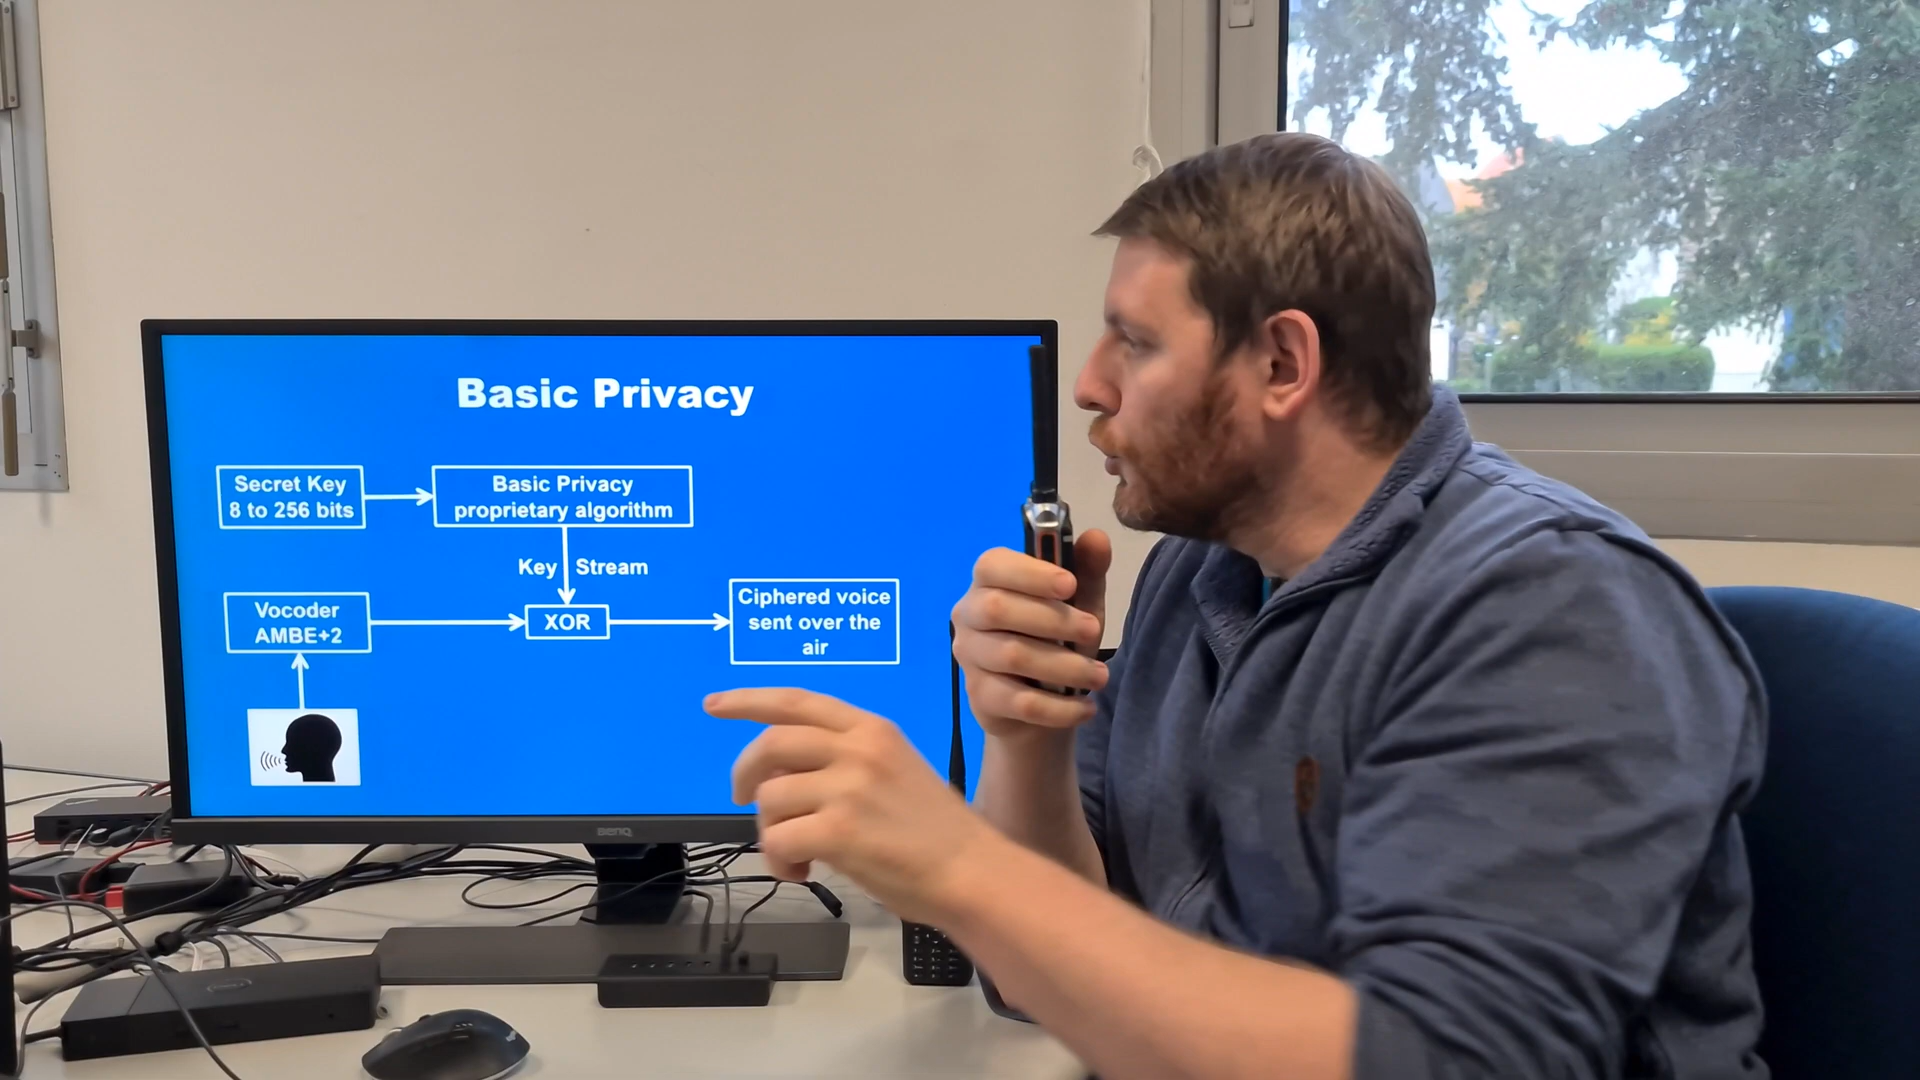 Basic Privacy
Secret Key
8 to 256 bits
Basic Privacy
proprietary algorithm
Key Stream
Vocoder
AMBE+2
XOR
Ciphered voice
sent over the
air
BenQ